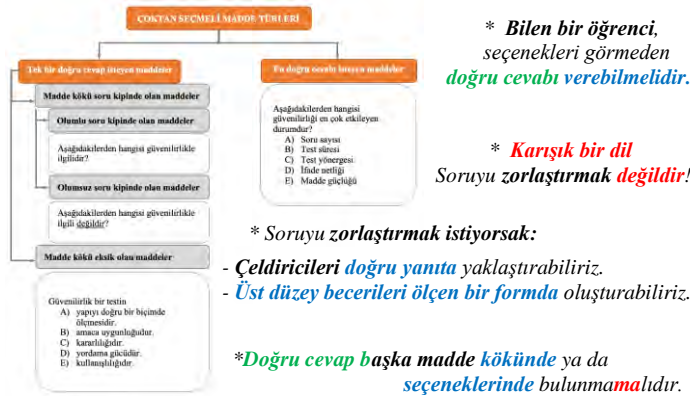 ÇOKTAN SEÇMELİ MADDE TÜRLERİ
Tek bir doğru cevap isteyen maddeler
Madde kökü soru kipinde olan maddeler
Olumlu soru kipinde olan maddeler
Aşağıdakilerden hangisi güvenilirlikle
ilgilidir?
Olumsuz soru kipinde olan maddeler
Aşağıdakilerden hangisi güvenilirlikle
ilgili değildir?
Madde kökü eksik olan maddeler
Güvenilirlik bir testin
A) yapıyı doğru bir biçimde
ölçmesidir.
B) amaca uygunluğudur.
C) kararlılığıdır.
D) yordama gücüdür.
E) kullanışlılığıdır.
En doğru cevabı isteyen maddeler
Aşağıdakilerden hangisi
güvenilirliği en çok etkileyen
durumdur?
A) Soru sayısı
B) Test süresi
C) Test yönergesi
D) İfade netliği
E) Madde güçlüğü
* Bilen bir öğrenci,
seçenekleri görmeden
doğru cevabı verebilmelidir.
* Karışık bir dil
Soruyu zorlaştırmak değildir!
* Soruyu zorlaştırmak istiyorsak:
- Çeldiricileri doğru yanıta yaklaştırabiliriz.
- Üst düzey becerileri ölçen bir formda oluşturabiliriz.
*Doğru cevap başka madde kökünde ya da
seçeneklerinde bulunmamalıdır.